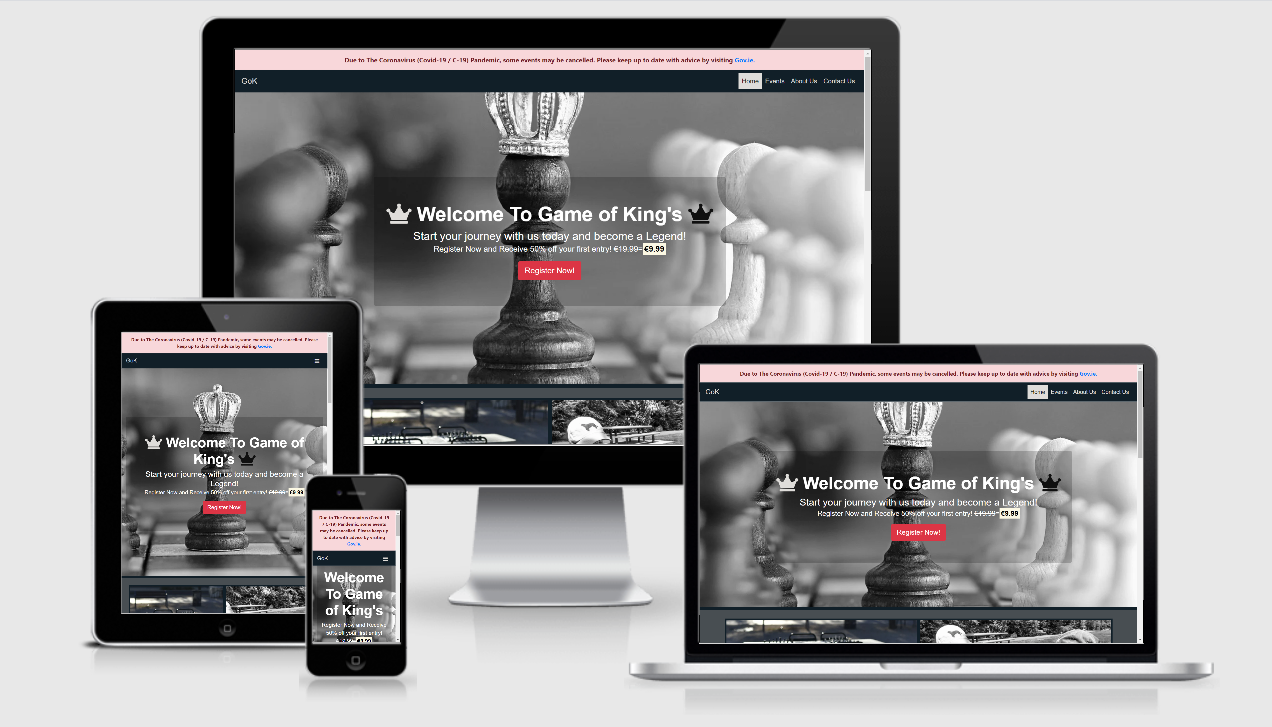 Due to The Coronavirus (Covid-19 / C-19) Pandemic, some events may be cancelled. Please keep up to date with advice by visiting Gov.ie.
GoK
Home Events About Us Contact Us
Welcome To Game of King's
Start your journey with us today and become a Legend!
Register Now and Receive 50% off your first entry! €19.99= €9.99
Register Now!
Due to The Coronavirus (Covid-19 / C-19) Pandemic, some events may be cancelled. Please
keep up to date with advice by visiting Gov.ie.
GoK
Welcome To Game of
King's
Start your journey with us today and become a
Legend!
Register Now and Receive 50% off your first entry! €19.99= €9.99
Register Now!
Due to The Coronavirus (Covid-19
/ C-19) Pandemic, some events
may be cancelled. Please keep up
to date with advice by visiting
Gov.ie.
GoK
Welcome
To Game
of King's
Register Now and Receive
50% off your first entry!
€19.99= €9.99
Due to The Coronavirus (Covid-19 / C-19) Pandemic, some events may be cancelled. Please keep up to date with advice by visiting Gov.ie.
GoK
Home Events About Us Contact Us
Welcome To Game of King's
Start your journey with us today and become a Legend!
Register Now and Receive 50% off your first entry! €19.99= €9.99
Register Now!